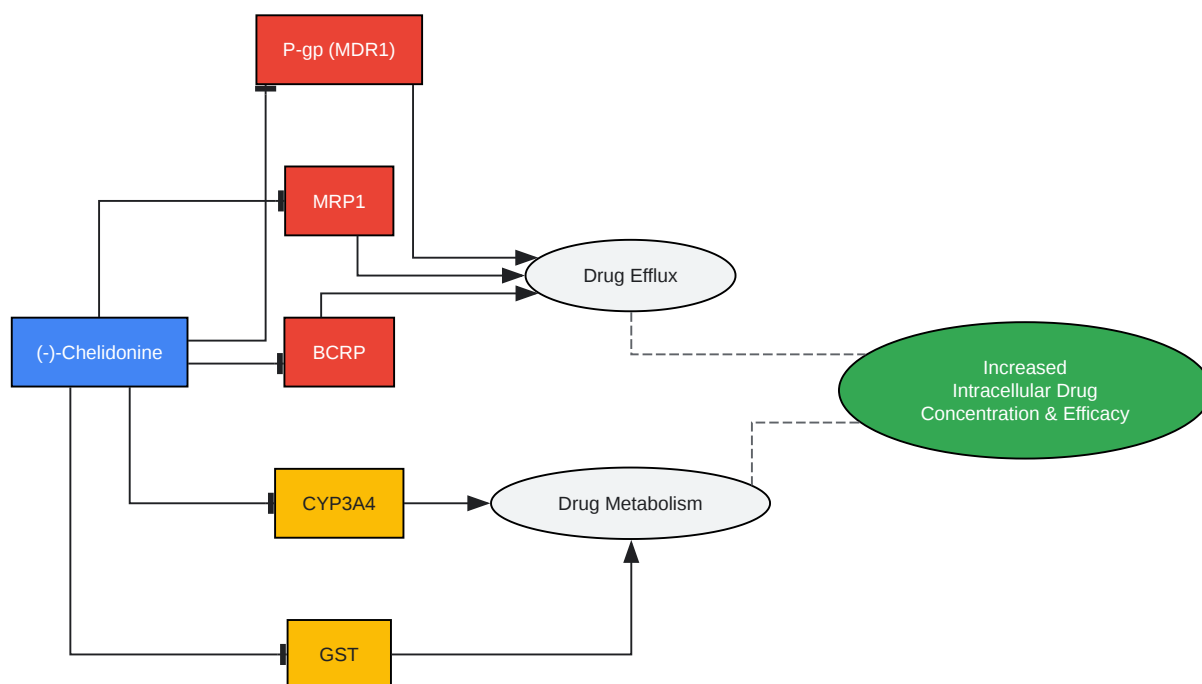 P-gp (MDR1)
MRP1
Drug Efflux
(-)-Chelidonine
BCRP
Increased
Intracellular Drug
Concentration & Efficacy
CYP3A4
Drug Metabolism
GST